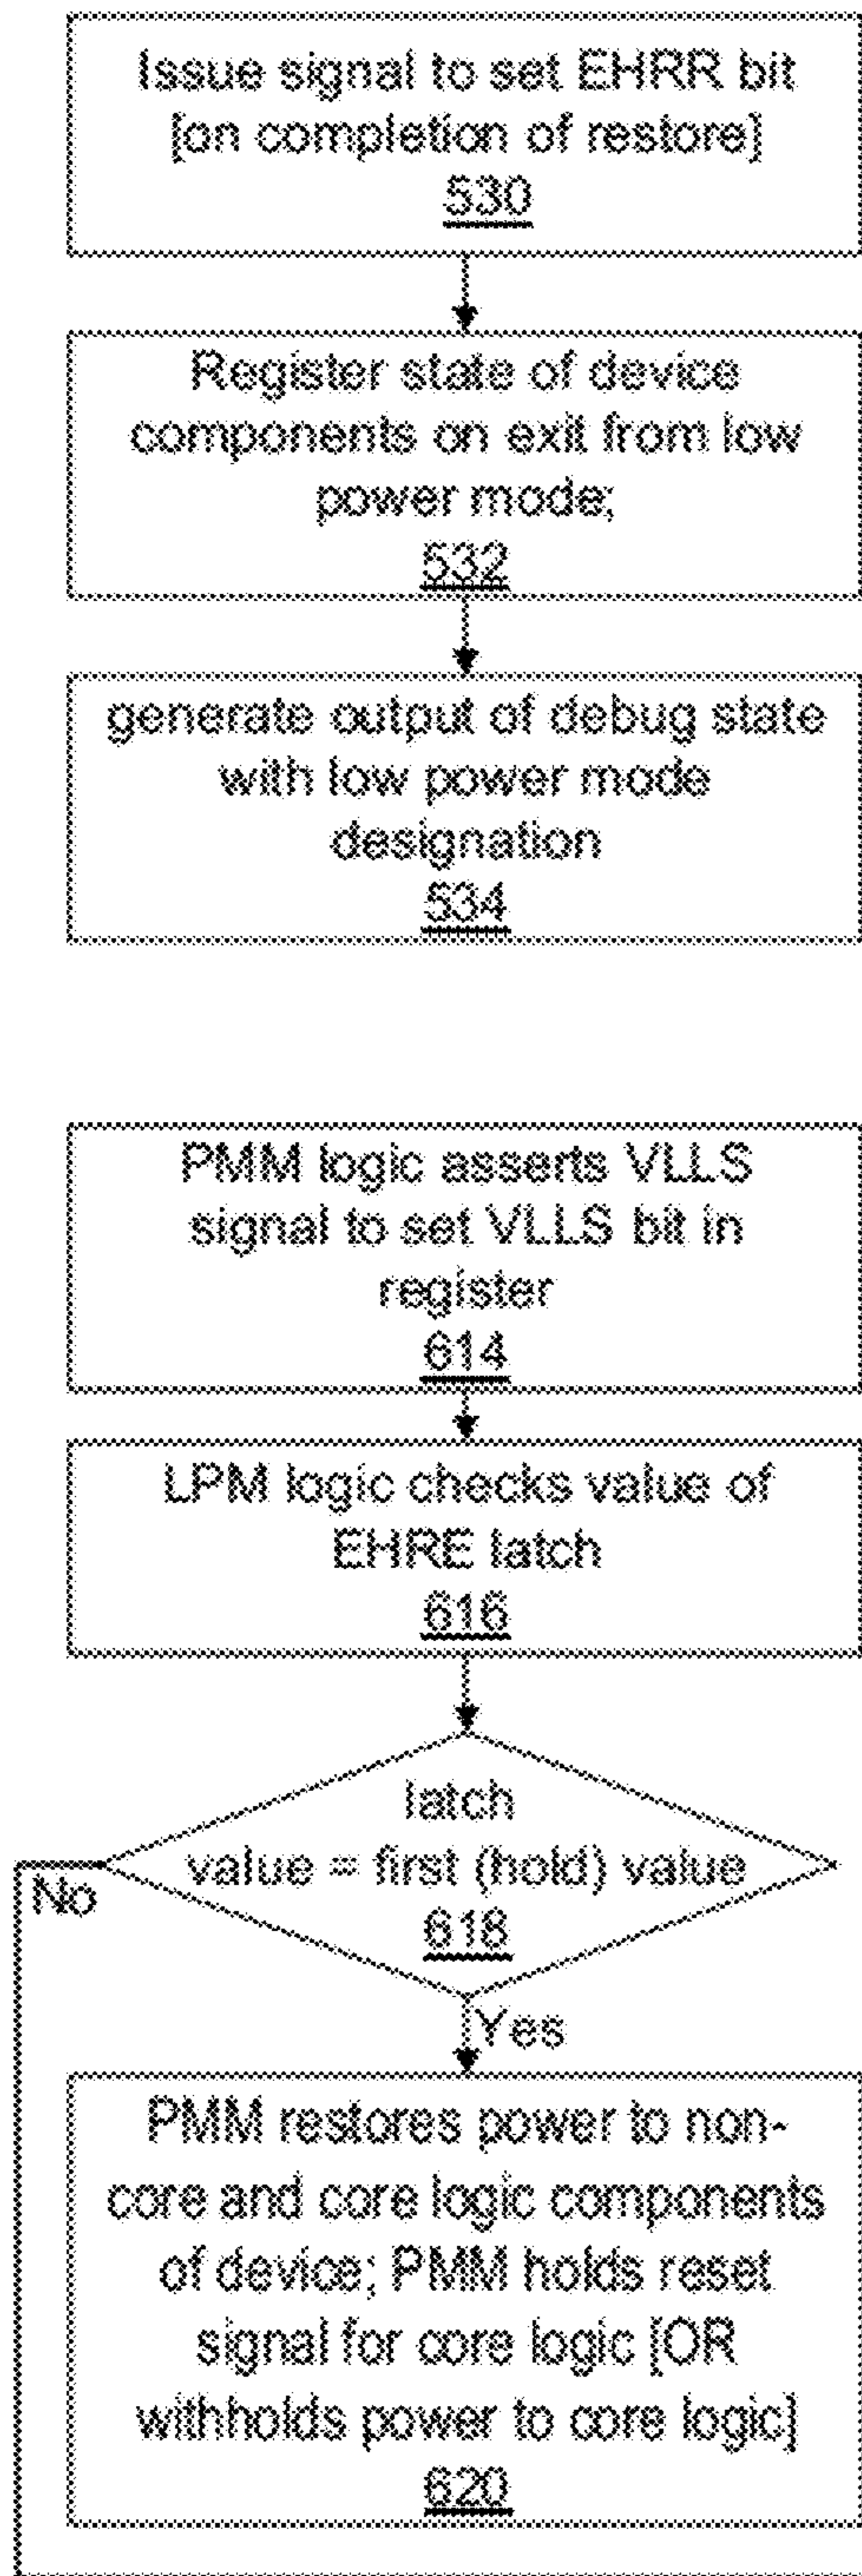 Issue signal to set EHRR bit
[on completion of restore]
530
Register state of device
components on exit from low
power mode;
532
generate output of debug state
with low power mode
designation
534
PMM logic asserts VLLS
signal to set VLLS bit in
register
614
LPM logic checks value of
EHRE latch
616
latch
value = first (hold) value
618
No
Yes
PMM restores power to non-
core and core logic components
of device; PMM holds reset
signal for core logic [OR
withholds power to core logic]
620